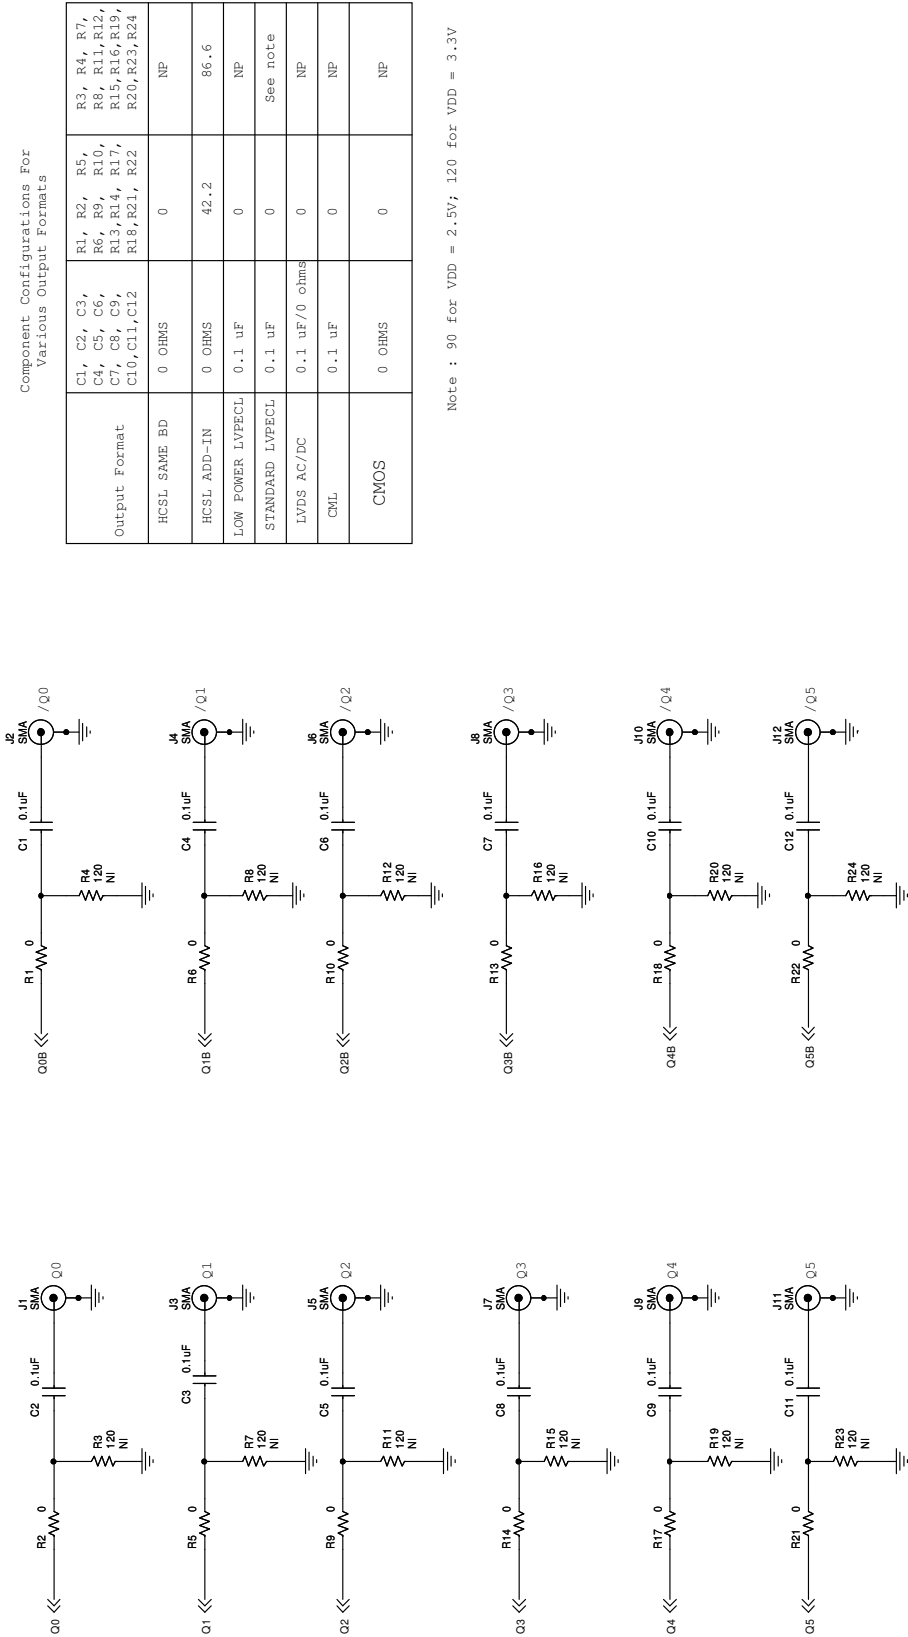 Component Configurations For
Various Output Formats
Output Format
C1, C2, C3,
C4, C5, C6,
C7, C8, C9,
C10,C11,C12
R1, R2, R5,
R6, R9, R10,
R13,R14, R17,
R18,R21, R22
R3, R4, R7,
R8, R11,R12,
R15,R16,R19,
R20,R23,R24
HCSL SAME BD 0 OHMS 0 NP
HCSL ADD-IN 0 OHMS 42.2 86.6
LOW POWER LVPECL 0.1 uF 0 NP
STANDARD LVPECL 0.1 uF 0 See note
LVDS AC/DC 0.1 uF/0 ohms 0 NP
CML 0.1 uF 0 NP
CMOS 0 OHMS 0 NP
Note : 90 for VDD = 2.5V; 120 for VDD = 3.3V
Q0
R2
0
R3
120
NI
C2
0.1uF
J1
SMA
Q0
Q0B
R1
0
R4
120
NI
C1
0.1uF
J2
SMA
/Q0
Q1
R5
0
R7
120
NI
C3
0.1uF
J3
SMA
Q1
Q1B
R6
0
R8
120
NI
C4
0.1uF
J4
SMA
/Q1
Q2
R9
0
R11
120
NI
C5
0.1uF
J5
SMA
Q2
Q2B
R10
0
R12
120
NI
C6
0.1uF
J6
SMA
/Q2
Q3
R14
0
R15
120
NI
C8
0.1uF
J7
SMA
Q3
Q3B
R13
0
R16
120
NI
C7
0.1uF
J8
SMA
/Q3
Q4
R17
0
R19
120
NI
C9
0.1uF
J9
SMA
Q4
Q4B
R18
0
R20
120
NI
C10
0.1uF
J10
SMA
/Q4
Q5
R21
0
R23
120
NI
C11
0.1uF
J11
SMA
Q5
Q5B
R22
0
R24
120
NI
C12
0.1uF
J12
SMA
/Q5